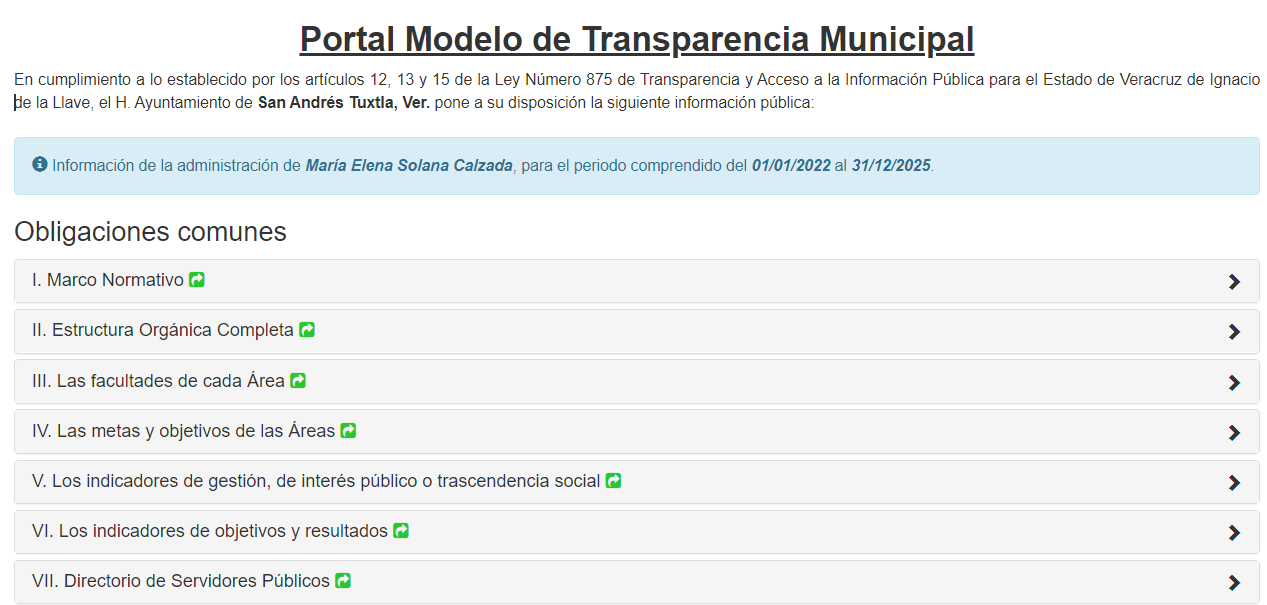 Portal Modelo de Transparencia Municipal
En cumplimiento a lo establecido por los artículos 12, 13 y 15 de la Ley Número 875 de Transparencia y Acceso a la Información Pública para el Estado de Veracruz de Ignacio
de la Llave, el H. Ayuntamiento de San Andrés Tuxtla, Ver. pone a su disposición la siguiente información pública:
Información de la administración de María Elena Solana Calzada, para el periodo comprendido del 01/01/2022 al 31/12/2025.
Obligaciones comunes
I. Marco Normativo
II. Estructura Orgánica Completa
III. Las facultades de cada Área
IV. Las metas y objetivos de las Áreas
V. Los indicadores de gestión, de interés público o trascendencia social
VI. Los indicadores de objetivos y resultados
VII. Directorio de Servidores Públicos